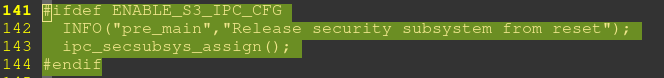 141 #ifdef ENABLE_S3_IPC_CFG
142   INFO("pre_main","Release security subsystem from reset");
143   ipc_secsubsys_assign();
144 #endif